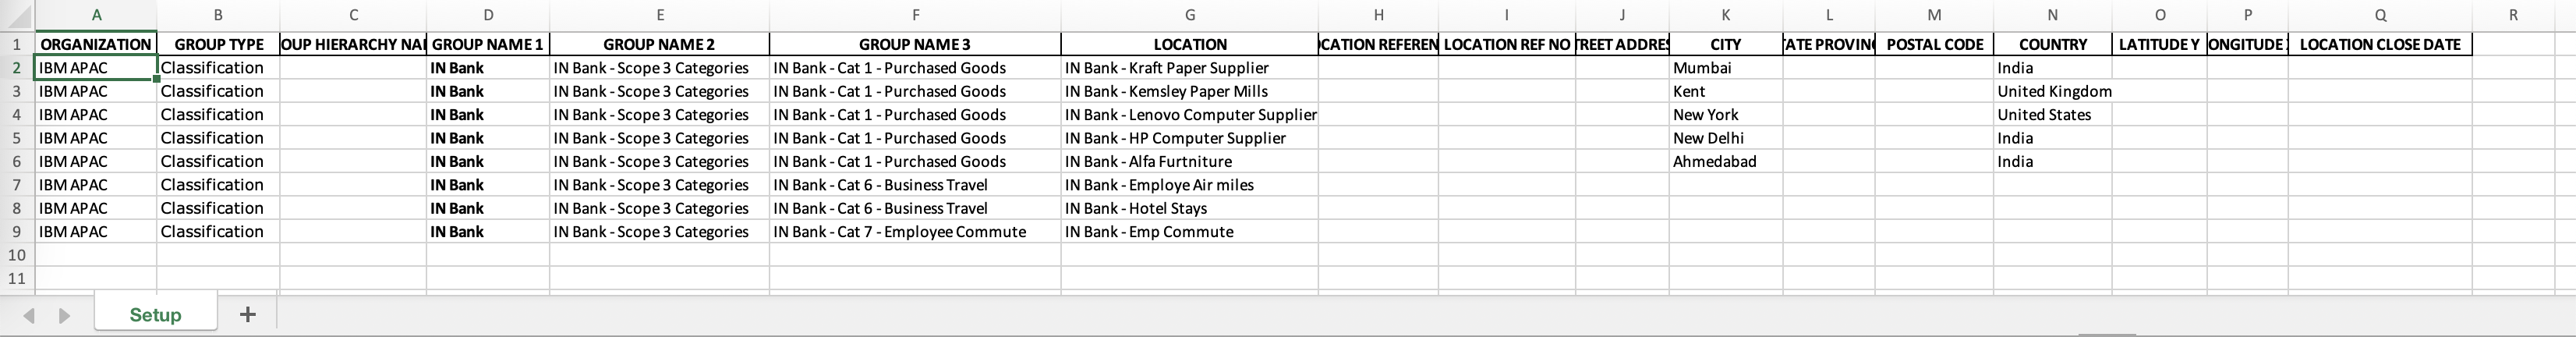 A B C D E F G H I J K L M N O P Q R
1 ORGANIZATION GROUP TYPE OUP HIERARCHY NAI GROUP NAME 1 GROUP NAME 2 GROUP NAME 3 LOCATION CATION REFEREN LOCATION REF NO TREET ADDRES CITY ATE PROVIN POSTAL CODE COUNTRY LATITUDE Y ONGITUDE LOCATION CLOSE DATE
2 IBM APAC Classification IN Bank IN Bank - Scope 3 Categories IN Bank - Cat 1 - Purchased Goods IN Bank - Kraft Paper Supplier Mumbai India
3 IBM APAC Classification IN Bank IN Bank - Scope 3 Categories IN Bank - Cat 1 - Purchased Goods IN Bank - Kemsley Paper Mills Kent United Kingdom
4 IBM APAC Classification IN Bank IN Bank - Scope 3 Categories IN Bank - Cat 1 - Purchased Goods IN Bank - Lenovo Computer Supplier New York United States
5 IBM APAC Classification IN Bank IN Bank - Scope 3 Categories IN Bank - Cat 1 - Purchased Goods IN Bank - HP Computer Supplier New Delhi India
6 IBM APAC Classification IN Bank IN Bank - Scope 3 Categories IN Bank - Cat 1 - Purchased Goods IN Bank - Alfa Furtniture Ahmedabad India
7 IBM APAC Classification IN Bank IN Bank - Scope 3 Categories IN Bank - Cat 6 - Business Travel IN Bank - Employe Air miles
8 IBM APAC Classification IN Bank IN Bank - Scope 3 Categories IN Bank - Cat 6 - Business Travel IN Bank - Hotel Stays
9 IBM APAC Classification IN Bank IN Bank - Scope 3 Categories IN Bank - Cat 7 - Employee Commute IN Bank - Emp Commute
10
11
Setup +